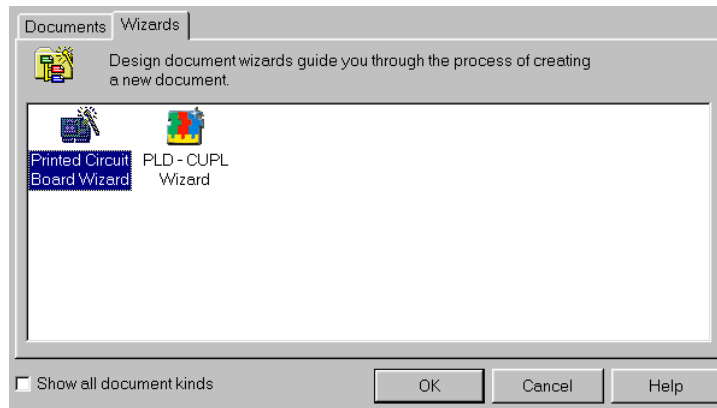 Documents Wizards
Design document wizards guide you through the process of creating
a new document.
Printed Circuit
Board Wizard
PLD - CUPL
Wizard
Show all document kinds
OK Cancel Help